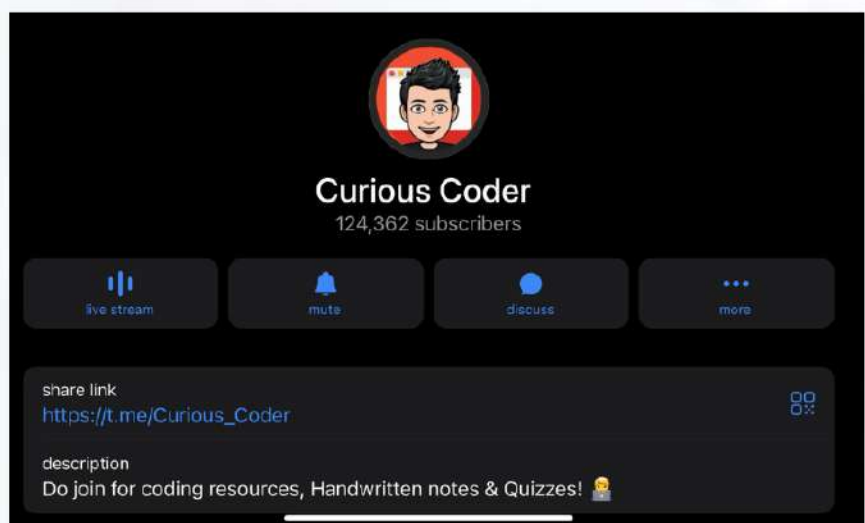 Curious Coder
124,362 subscribers
live stream
mute
discuss
more
share link
https://t.me/Curious_Coder
description
Do join for coding resources, Handwritten notes & Quizzes! 🧑‍💻